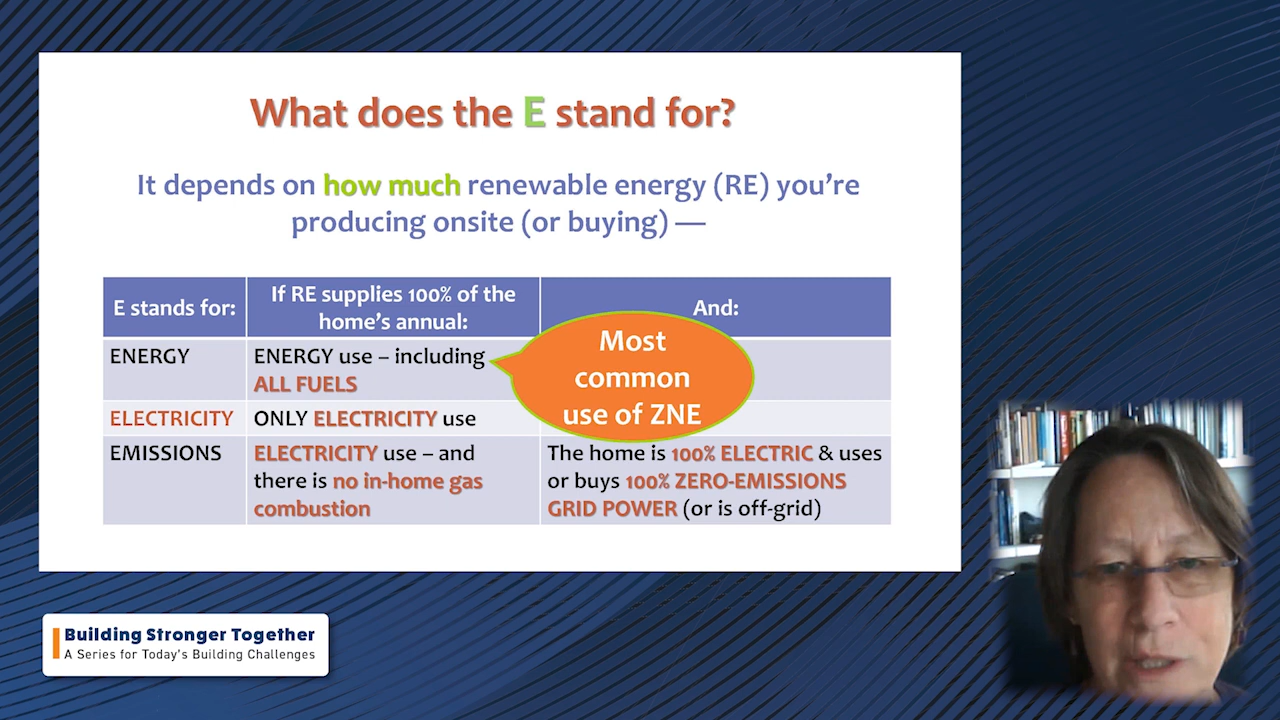 What does the E stand for?
It depends on how much renewable energy (RE) you’re
producing onsite (or buying) —
E stands for:
If RE supplies 100% of the
home’s annual:
And:
ENERGY
ENERGY use – including
ALL FUELS
Most
common
use of ZNE
ELECTRICITY
ONLY ELECTRICITY use
EMISSIONS
ELECTRICITY use – and
there is no in-home gas
combustion
The home is 100% ELECTRIC & uses
or buys 100% ZERO-EMISSIONS
GRID POWER (or is off-grid)
Building Stronger Together
A Series for Today's Building Challenges